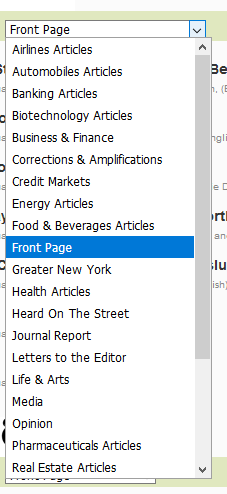 Front Page
Airlines Articles
Automobiles Articles
Banking Articles
Biotechnology Articles
Business & Finance
Corrections & Amplifications
Credit Markets
Energy Articles
Food & Beverages Articles
Front Page
Greater New York
Health Articles
Heard On The Street
Journal Report
Letters to the Editor
Life & Arts
Media
Opinion
Pharmaceuticals Articles
Real Estate Articles